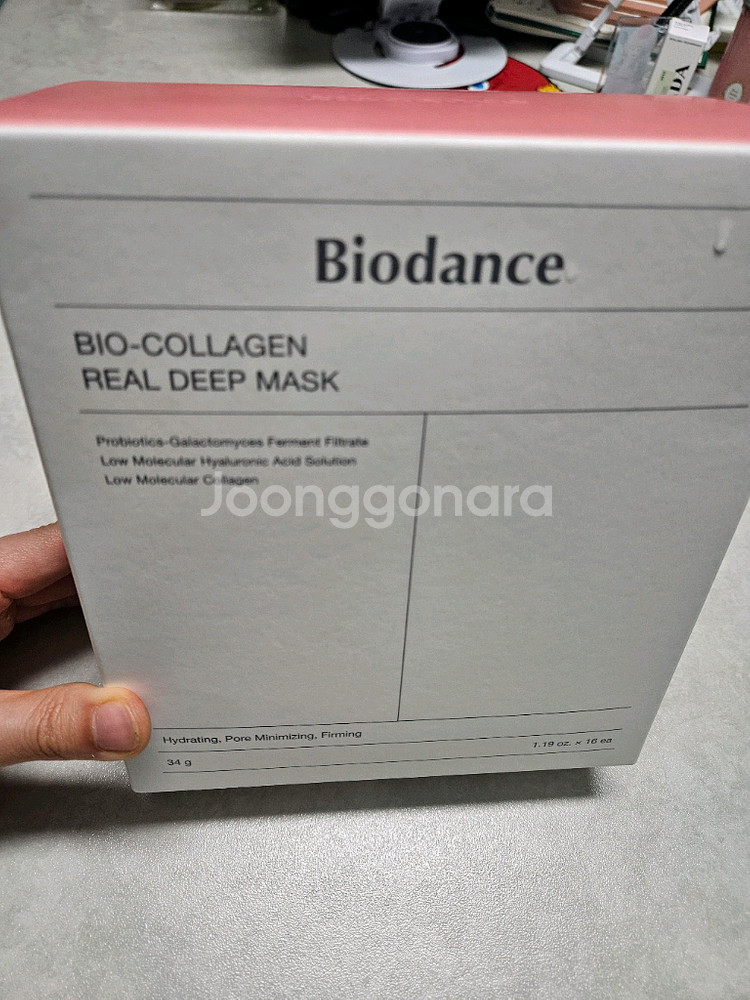 Biodance
BIO-COLLAGEN
REAL DEEP MASK
Probiotics-Galactomyces Ferment Filtrate
Low Molecular Hyaluronic Acid Solution
Low Molecular Collagen
Joonggonara
Hydrating, Pore Minimizing, Firming
34 g
1.19 oz. × 16 ea